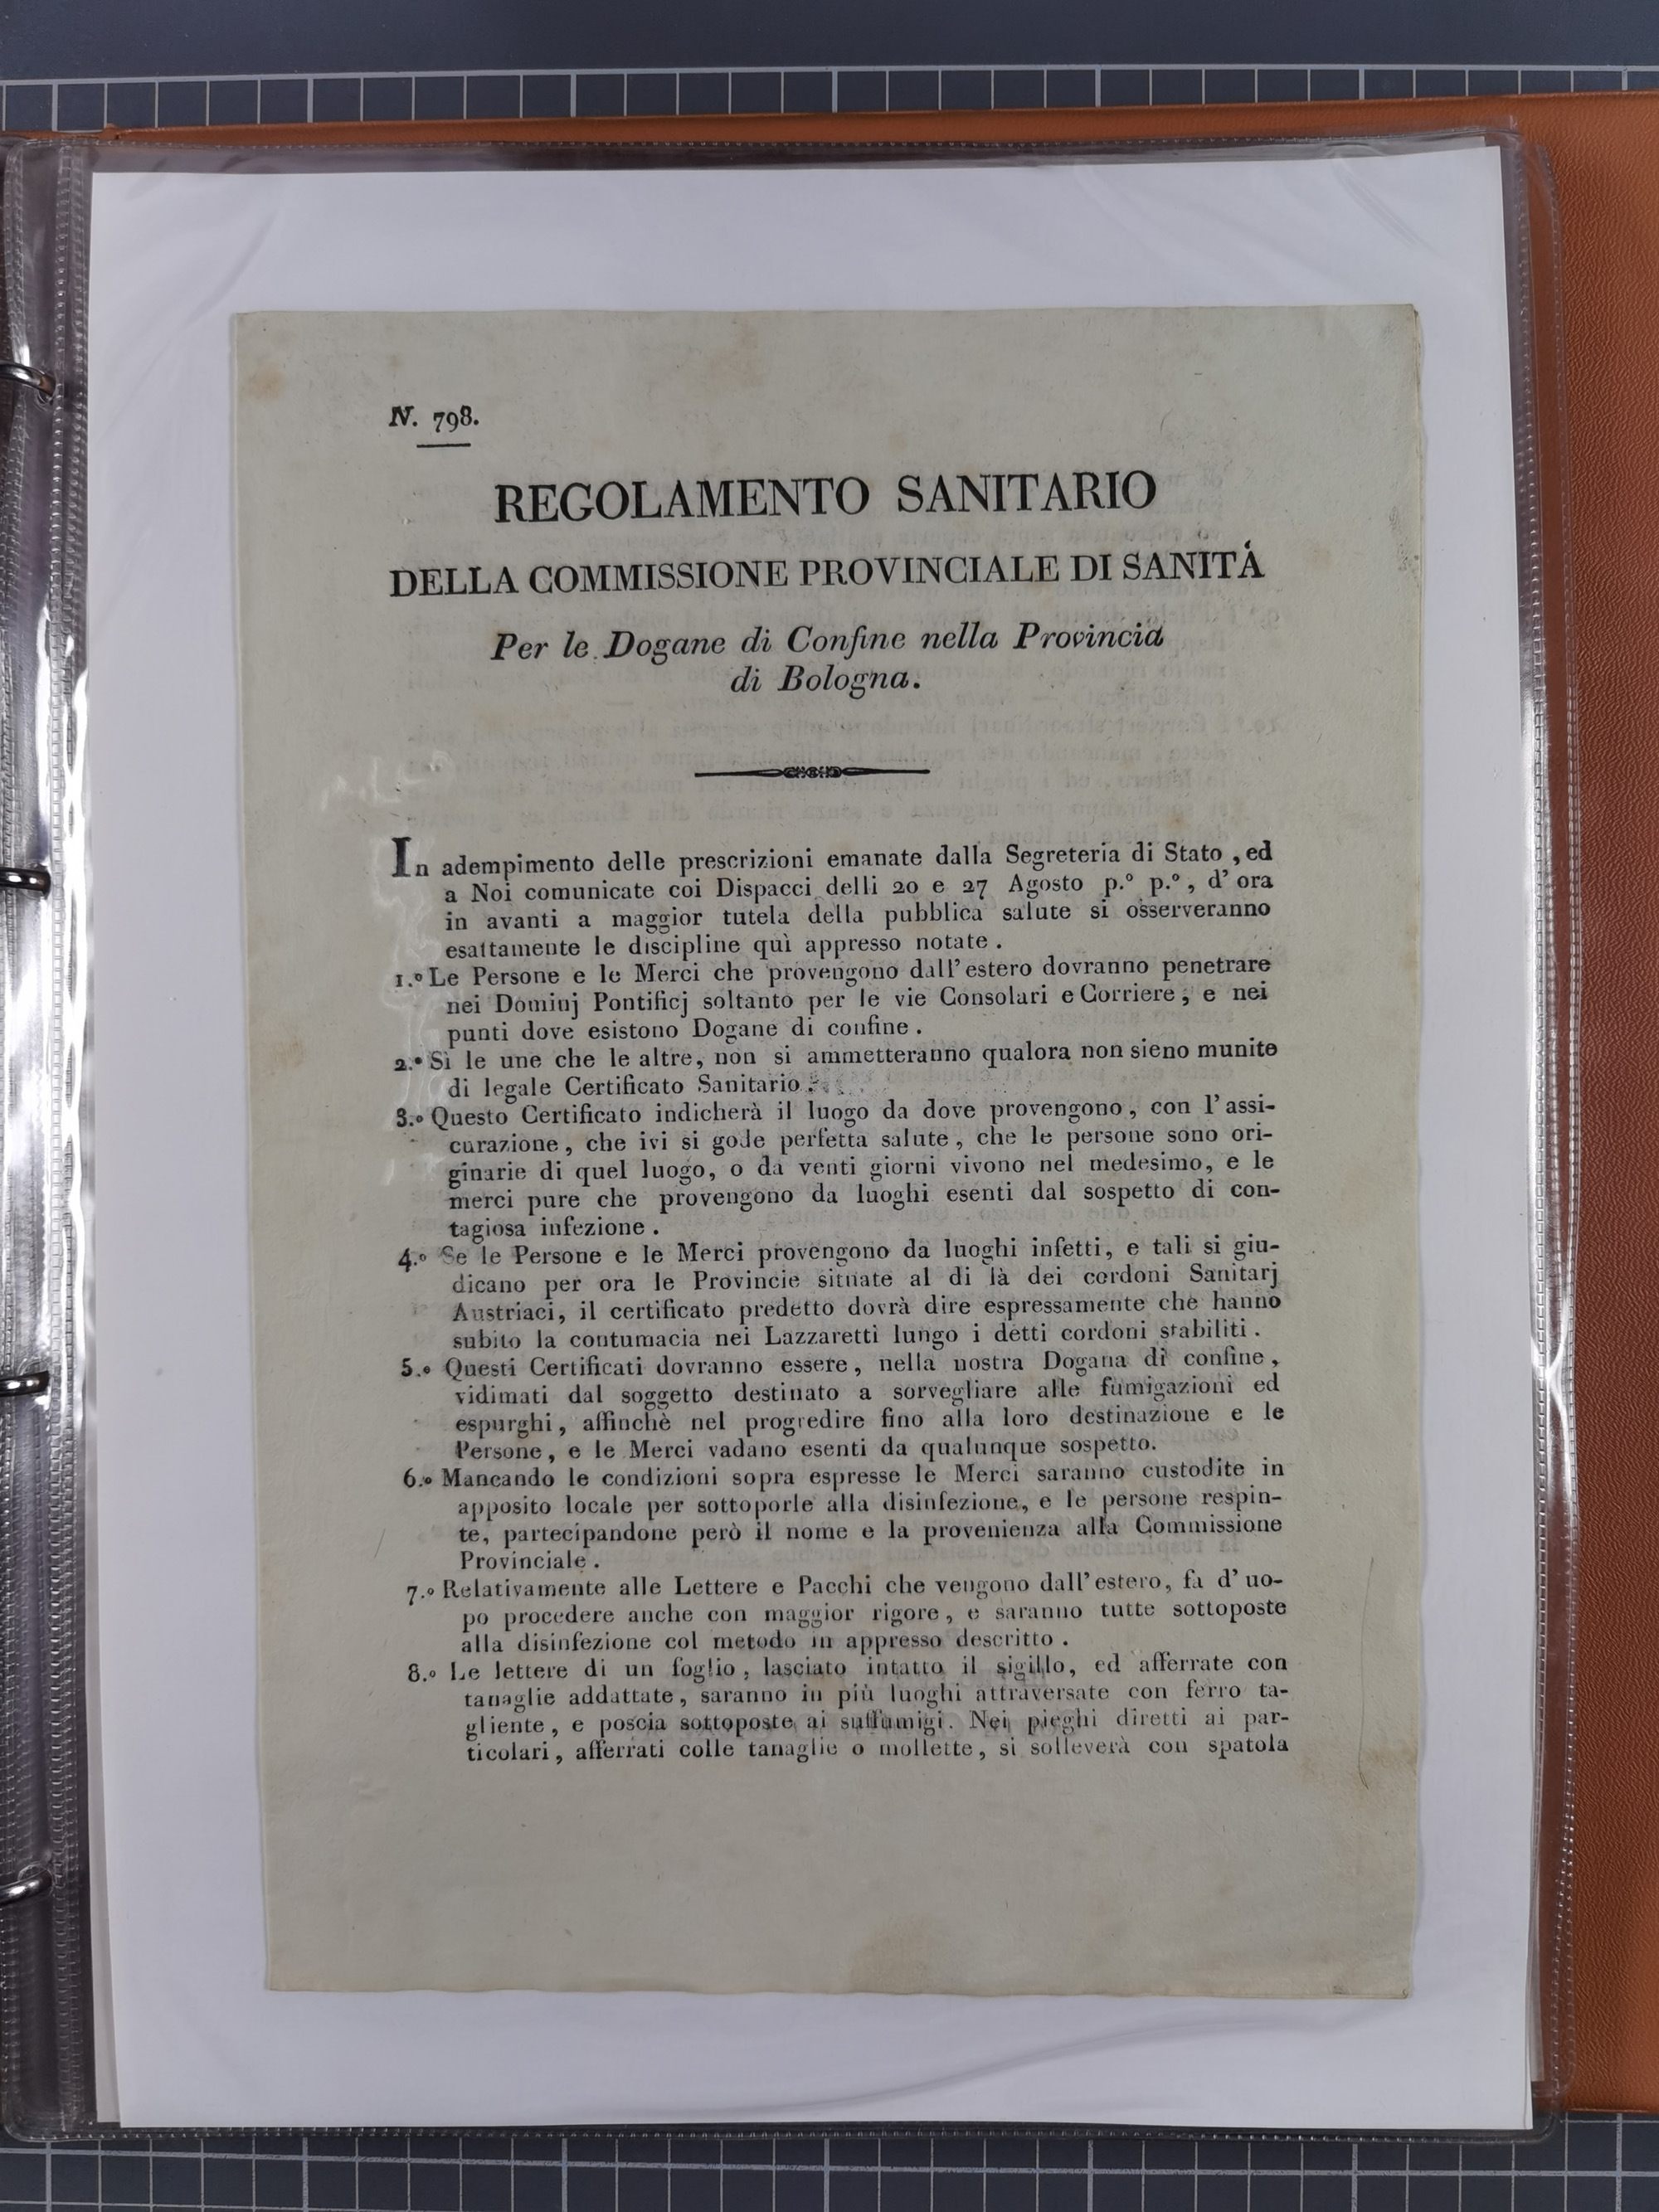 N. 798.
REGOLAMENTO SANITARIO
DELLA COMMISSIONE PROVINCIALE DI SANITÁ
Per le Dogane di Confine nella Provincia
di Bologna.
In adempimento delle prescrizioni emanate dalla Segreteria di Stato , ed
a Noi comunicate coi Dispacci delli 20 e 27 Agosto p.º p.º , d' ora
in avanti a maggior tutela della pubblica salute si osserveranno
esattamente le discipline quì appresso notate .
1.º Le Persone e le Merci che provengono dall' estero dovranno penetrare
nei Dominj Pontificj soltanto per le vie Consolari e Corriere , e nei
punti dove esistono Dogane di confine .
2.º Sì le une che le altre, non si ammetteranno qualora non sieno munite
di legale Certificato Sanitario .
3.º Questo Certificato indicherà il luogo da dove provengono , con l' assi-
curazione , che ivi si gode perfetta salute , che le persone sono ori-
ginarie di quel luogo, o da venti giorni vivono nel medesimo, e le
merci pure che provengono da luoghi esenti dal sospetto di con-
tagiosa infezione .
4.º Se le Persone e le Merci provengono da luoghi infetti, e tali si giu-
dicano per ora le Provincie situate al di là dei cordoni Sanitarj
Austriaci, il certificato predetto dovrà dire espressamente che hanno
subito la contumacia nei Lazzaretti lungo i detti cordoni stabiliti .
5.º Questi Certificati dovranno essere , nella nostra Dogana di confine ,
vidimati dal soggetto destinato a sorvegliare alle fumigazioni ed
espurghi , affinchè nel progredire fino alla loro destinazione e le
Persone , e le Merci vadano esenti da qualunque sospetto.
6.º Mancando le condizioni sopra espresse le Merci saranno custodite in
apposito locale per sottoporle alla disinfezione, e le persone respin-
te, partecipandone però il nome e la provenienza alla Commissione
Provinciale .
7.º Relativamente alle Lettere e Pacchi che vengono dall' estero, fa d' uo-
po procedere anche con maggior rigore , e saranno tutte sottoposte
alla disinfezione col metodo in appresso descritto .
8.º Le lettere di un foglio , lasciato intatto il sigillo, ed afferrate con
tanaglie addattate , saranno in più luoghi attraversate con ferro ta-
gliente , e poscia sottoposte ai suffumigi. Nei pieghi diretti ai par-
ticolari , afferrati colle tanaglie o mollette , si solleverà con spatola